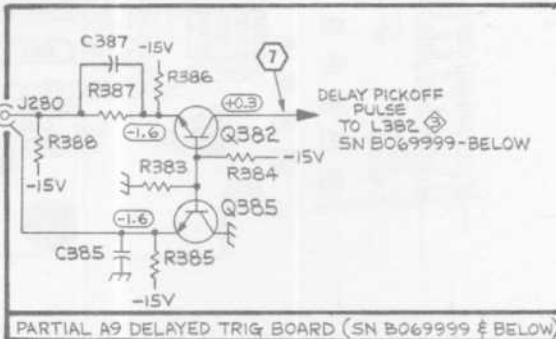 C387
-15V
R386
7
J280
R387
-1.6
+0.3
DELAY PICKOFF
PULSE
TO L382 3
SN B069999-BELOW
R388
Q382
-15V
R383
R384
-15V
-1.6
Q385
C385
R385
-15V
PARTIAL A9 DELAYED TRIG BOARD (SN B069999 & BELOW)